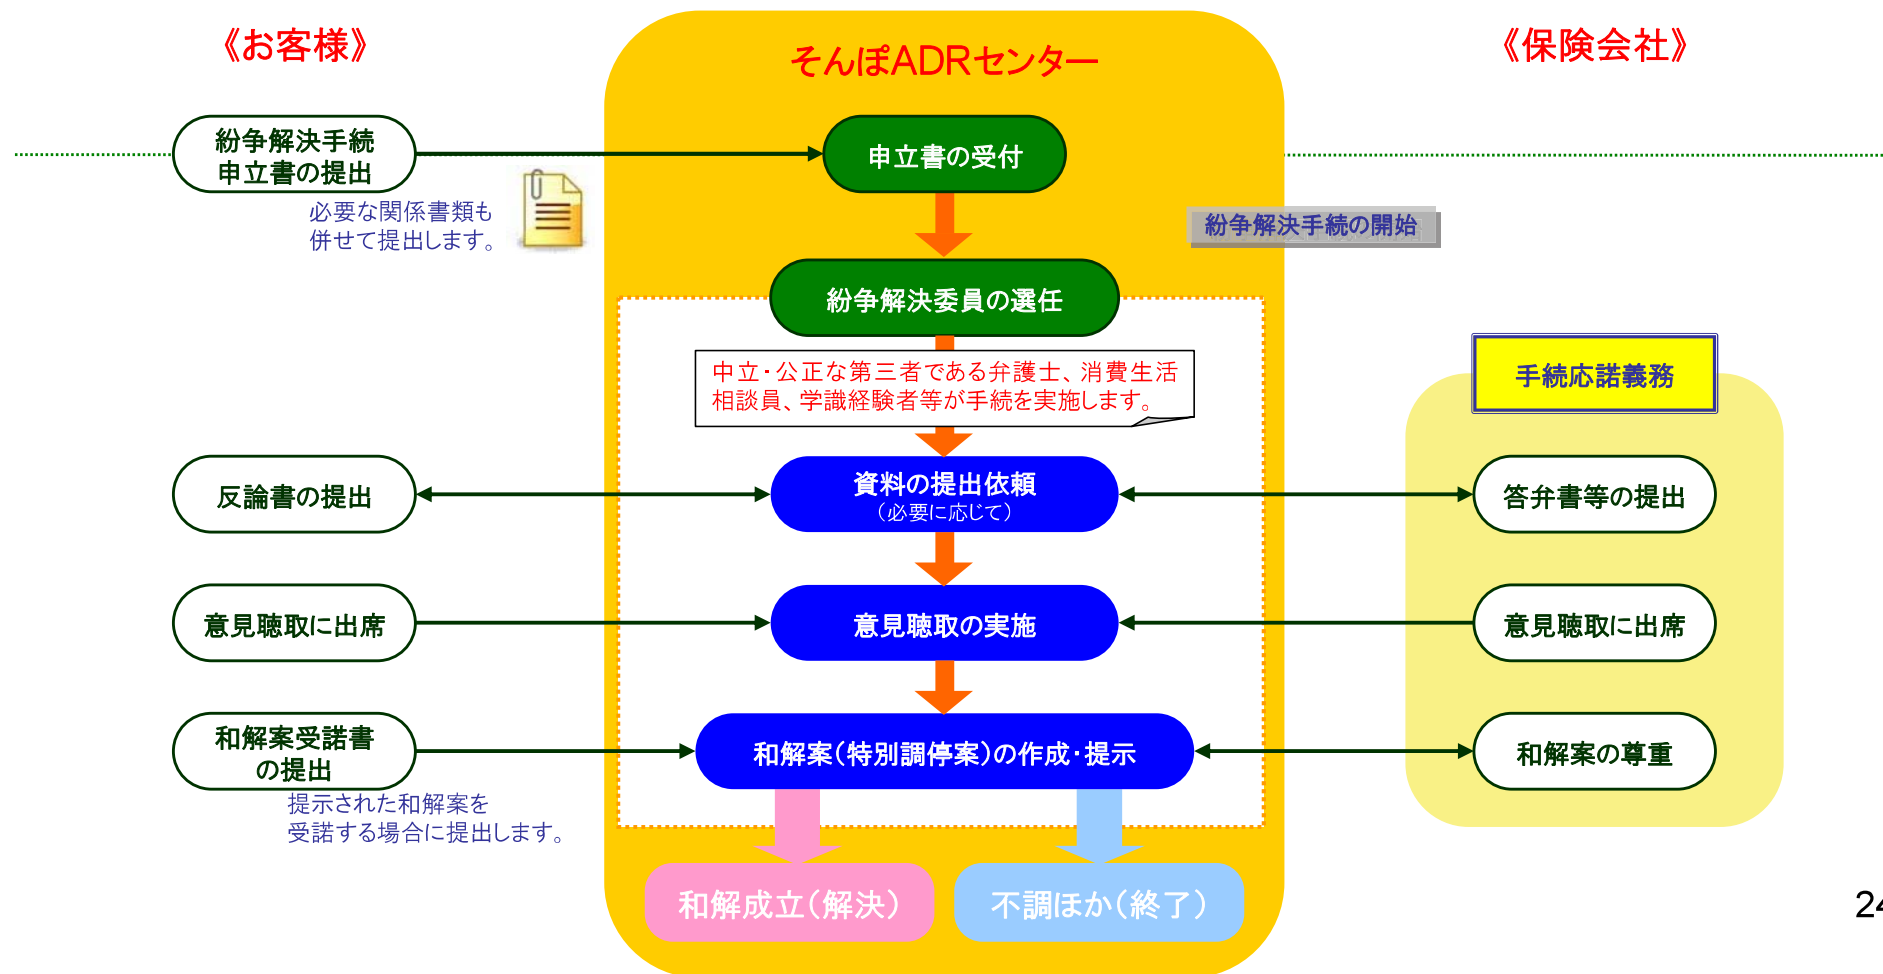 《お客様》
そんぽADRセンター
《保険会社》
紛争解決手続
申立書の提出
申立書の受付
必要な関係書類も
併せて提出します。
紛争解決手続の開始
紛争解決委員の選任
中立・公正な第三者である弁護士、消費生活
相談員、学識経験者等が手続を実施します。
手続応諾義務
反論書の提出
資料の提出依頼
（必要に応じて）
答弁書等の提出
意見聴取に出席
意見聴取の実施
意見聴取に出席
和解案受諾書
の提出
和解案（特別調停案）の作成・提示
和解案の尊重
提示された和解案を
受諾する場合に提出します。
和解成立（解決）
不調ほか（終了）
24